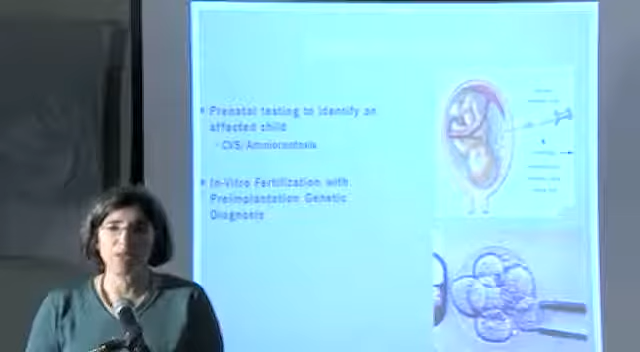 Prenatal testing to identify an
affected child
CVS, Amniocentesis
In-Vitro Fertilization with
Preimplantation Genetic
Diagnosis